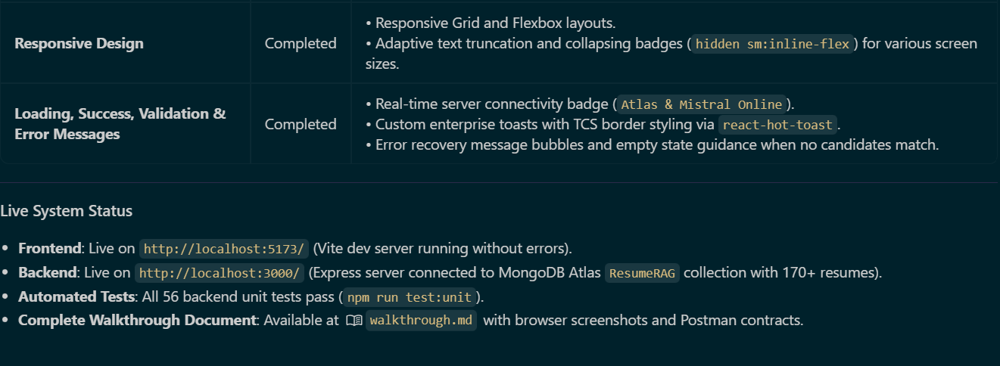 Responsive Design
Completed
• Responsive Grid and Flexbox layouts.
• Adaptive text truncation and collapsing badges (hidden sm:inline-flex) for various screen
sizes.
Loading, Success, Validation &
Error Messages
Completed
• Real-time server connectivity badge (Atlas & Mistral Online).
• Custom enterprise toasts with TCS border styling via react-hot-toast.
• Error recovery message bubbles and empty state guidance when no candidates match.
Live System Status
• Frontend: Live on http://localhost:5173/ (Vite dev server running without errors).
• Backend: Live on http://localhost:3000/ (Express server connected to MongoDB Atlas ResumeRAG collection with 170+ resumes).
• Automated Tests: All 56 backend unit tests pass (npm run test:unit).
• Complete Walkthrough Document: Available at walkthrough.md with browser screenshots and Postman contracts.